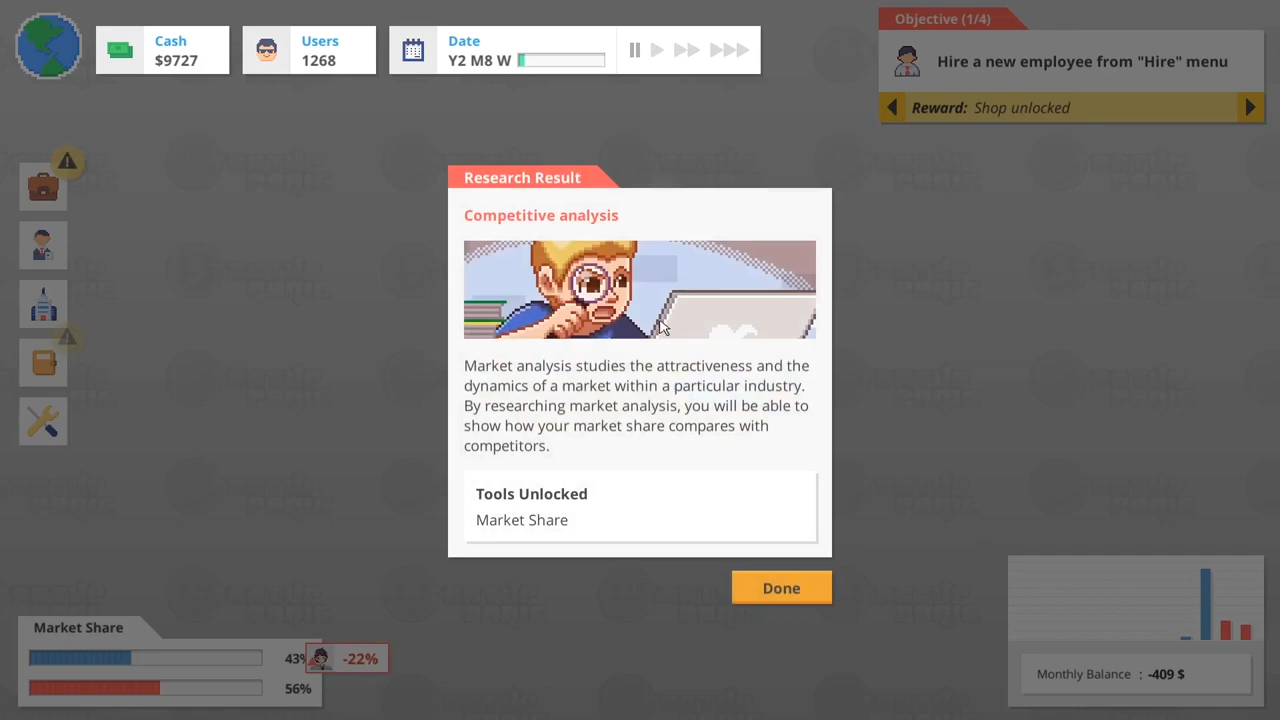 Cash
$9727
Users
1268
Date
Y2 M8 W
Objective (1/4)
Hire a new employee from "Hire" menu
Reward: Shop unlocked
Research Result
Competitive analysis
Market analysis studies the attractiveness and the
dynamics of a market within a particular industry.
By researching market analysis, you will be able to
show how your market share compares with
competitors.
Tools Unlocked
Market Share
Done
Market Share
43%
-22%
56%
Monthly Balance : -409 $